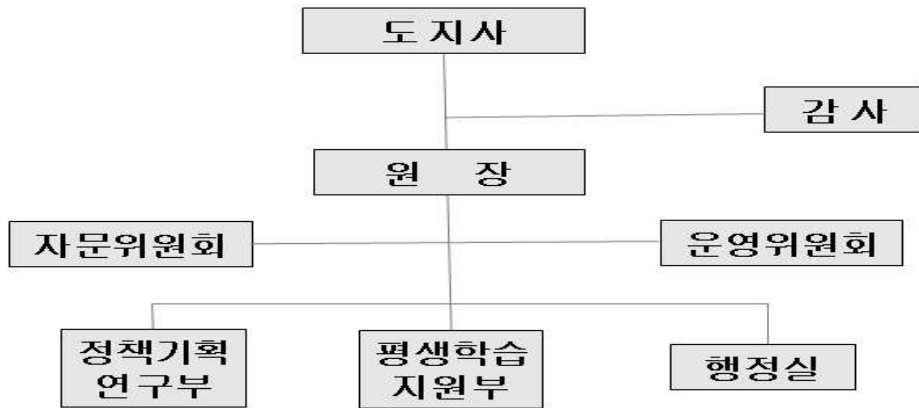 도 지 사
감 사
원 장
자문위원회
운영위원회
정책기획
연구부
평생학습
지원부
행정실